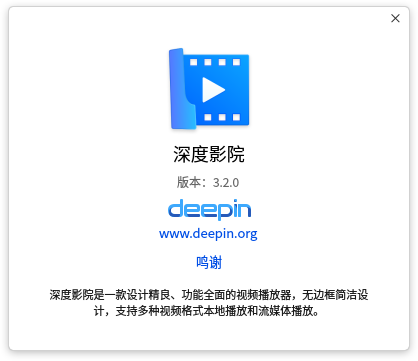 深度影院
版本：3.2.0
deepin
www.deepin.org
鸣谢
深度影院是一款设计精良、功能全面的视频播放器，无边框简洁设
计，支持多种视频格式本地播放和流媒体播放。